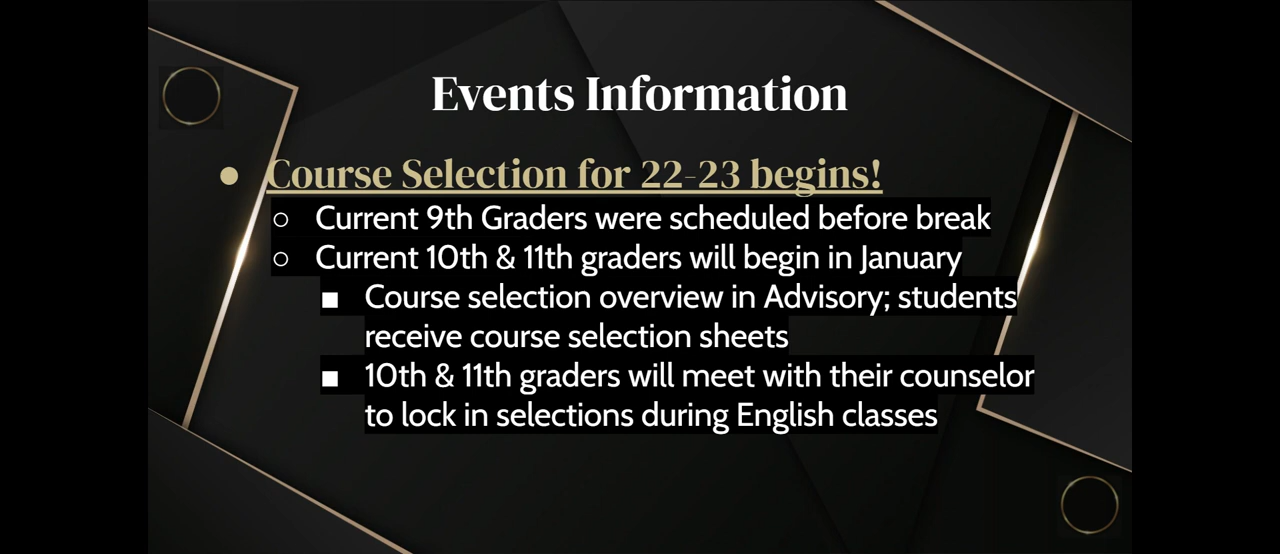 Events Information
● Course Selection for 22-23 begins!
○ Current 9th Graders were scheduled before break
○ Current 10th & 11th graders will begin in January
■ Course selection overview in Advisory; students
receive course selection sheets
■ 10th & 11th graders will meet with their counselor
to lock in selections during English classes